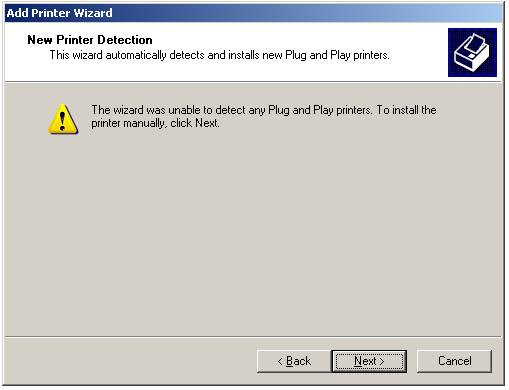 Add Printer Wizard
New Printer Detection
This wizard automatically detects and installs new Plug and Play printers.
The wizard was unable to detect any Plug and Play printers. To install the
printer manually, click Next.
< Back
Next >
Cancel